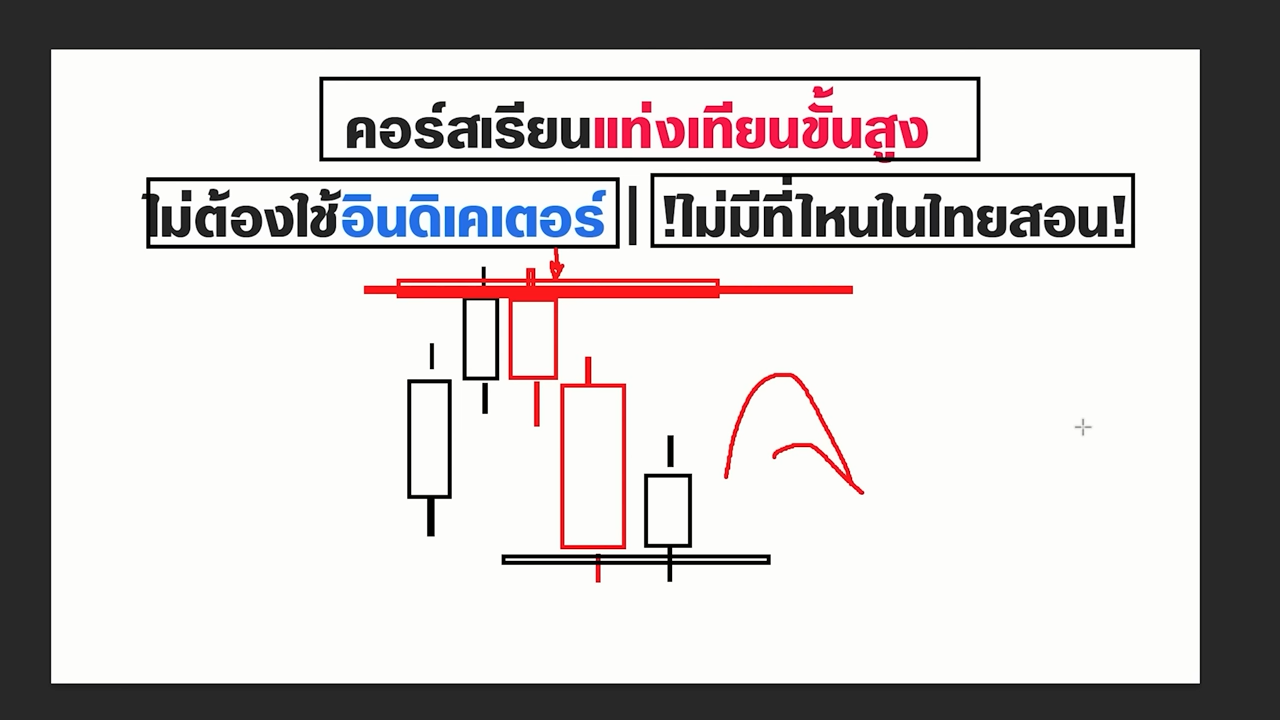 คอร์สเรียนแท่งเทียนขั้นสูง
ไม่ต้องใช้อินดิเคเตอร์ | !ไม่มีที่ไหนในไทยสอน!